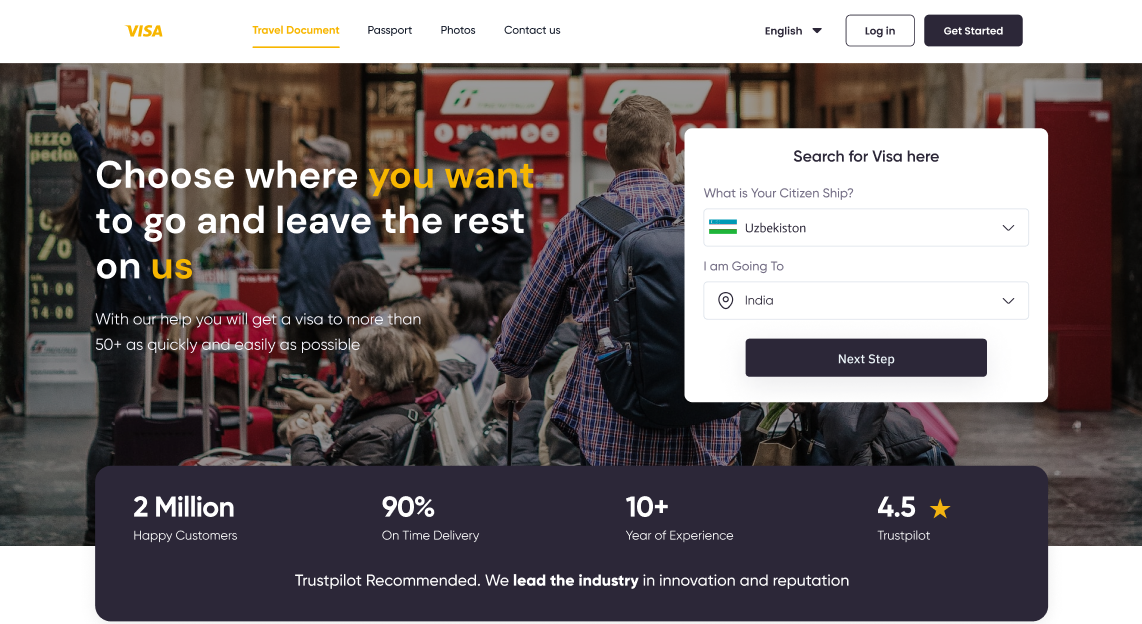 VISA
Travel Document
Passport
Photos
Contact us
English
Log in
Get Started
Choose where you want
to go and leave the rest
on us
With our help you will get a visa to more than
50+ as quickly and easily as possible
Search for Visa here
What is Your Citizen Ship?
Uzbekiston
I am Going To
India
Next Step
2 Million
Happy Customers
90%
On Time Delivery
10+
Year of Experience
4.5
Trustpilot
Trustpilot Recommended. We lead the industry in innovation and reputation